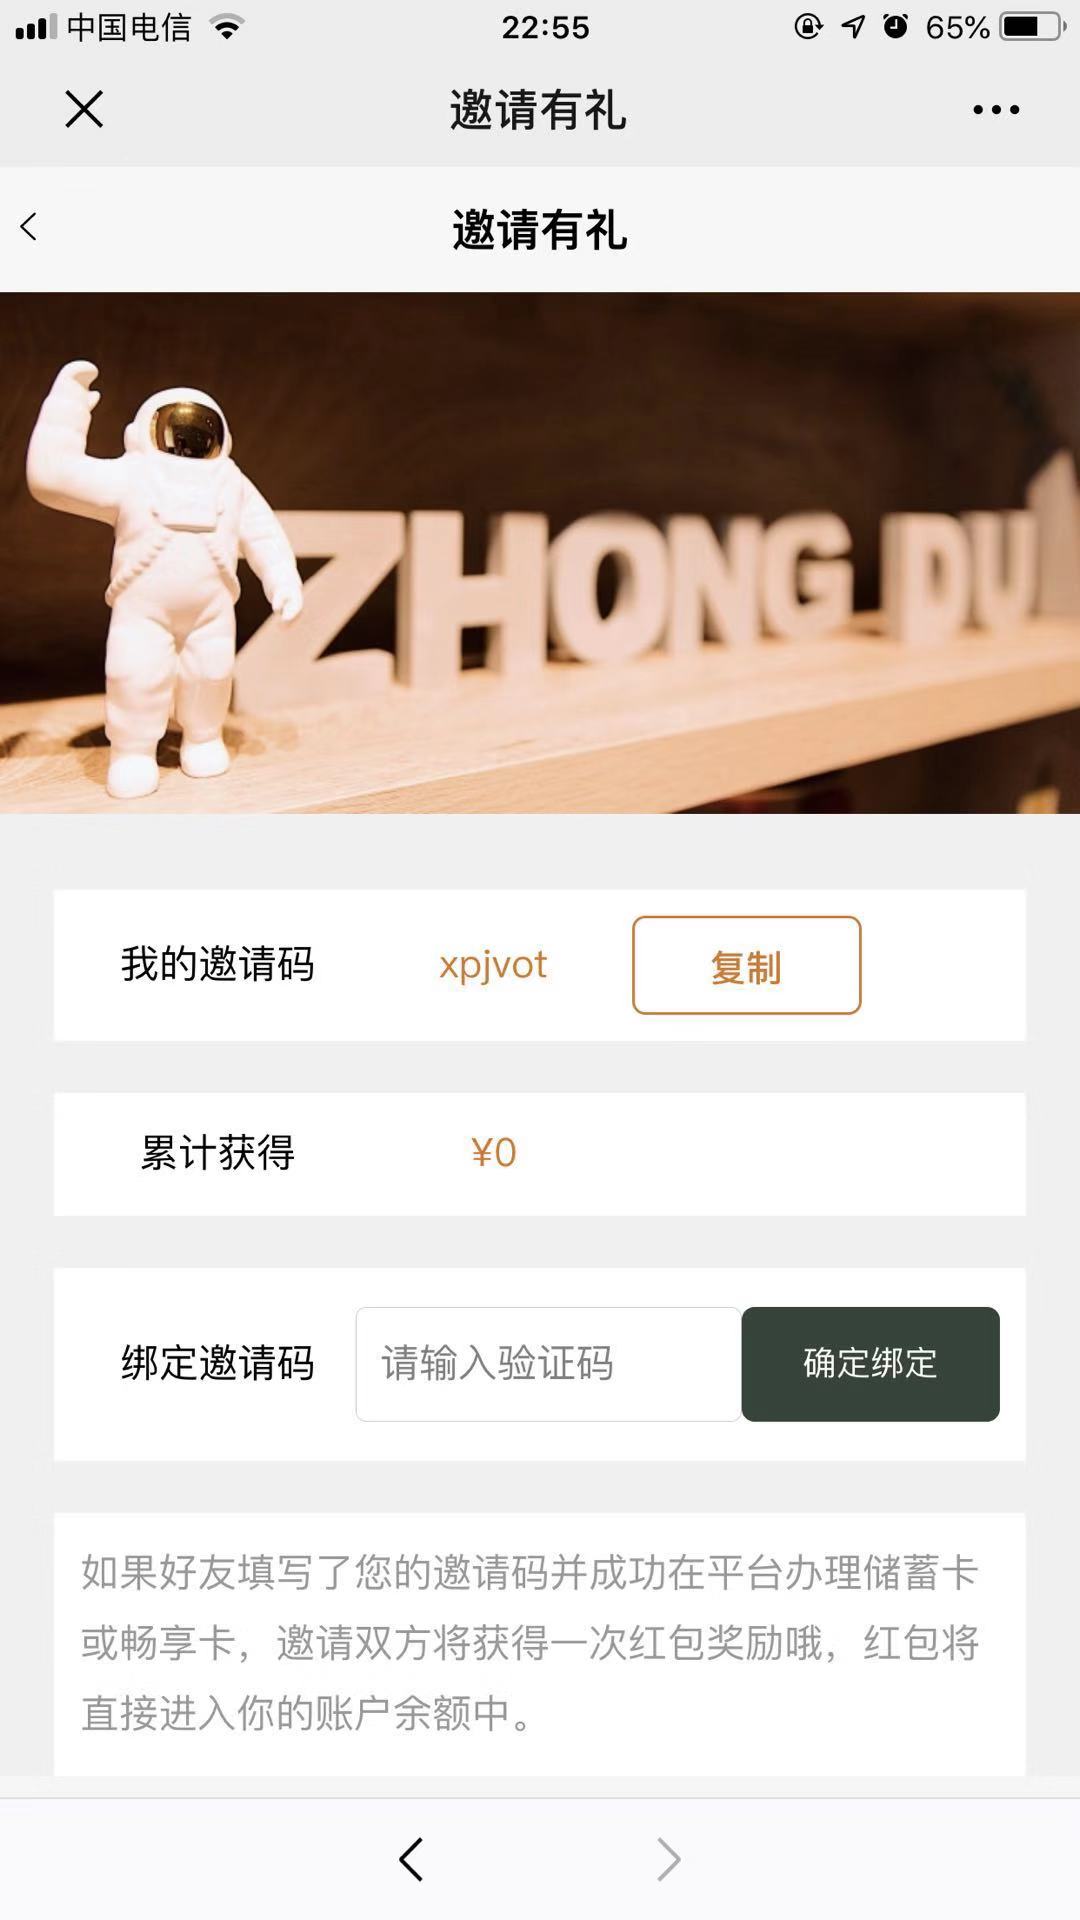 中国电信
22:55
65%
邀请有礼
邀请有礼
ZHONG DU
我的邀请码
xpjvot
复制
累计获得
¥0
绑定邀请码
请输入验证码
确定绑定
如果好友填写了您的邀请码并成功在平台办理储蓄卡
或畅享卡，邀请双方将获得一次红包奖励哦，红包将
直接进入你的账户余额中。